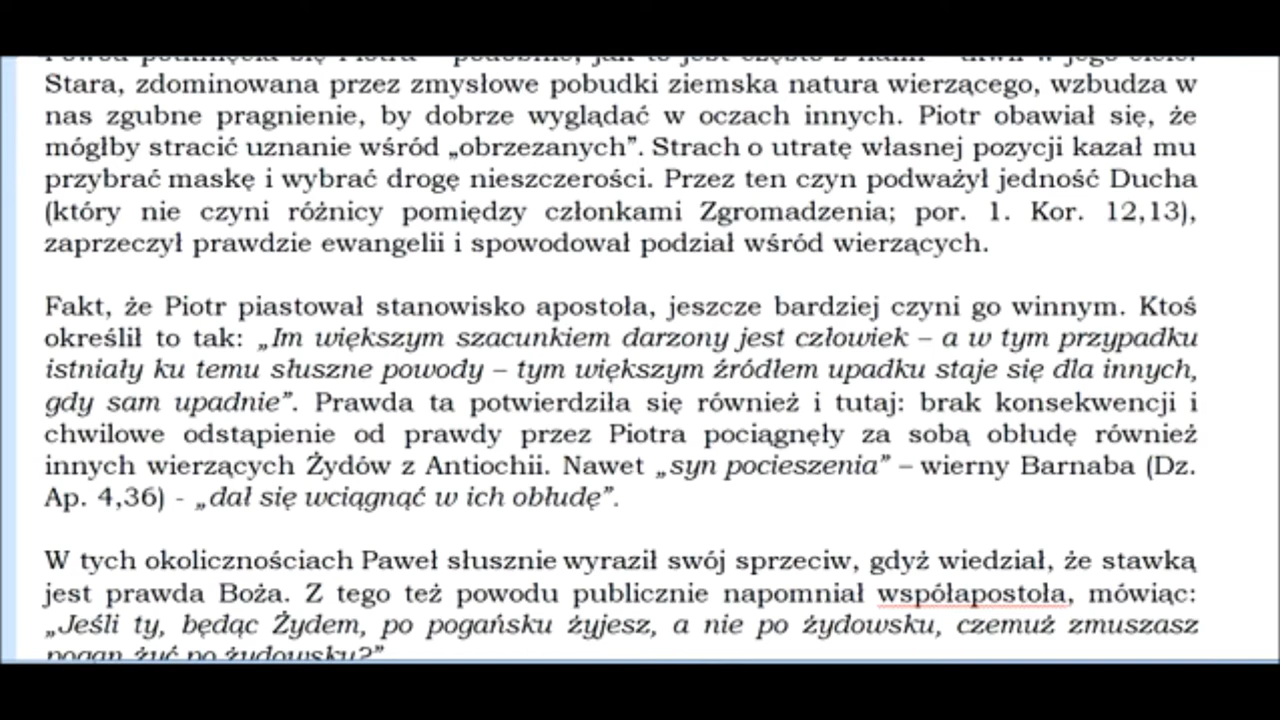 Stara, zdominowana przez zmysłowe pobudki ziemska natura wierzącego, wzbudza w
nas zgubne pragnienie, by dobrze wyglądać w oczach innych. Piotr obawiał się, że
mógłby stracić uznanie wśród „obrzezanych”. Strach o utratę własnej pozycji kazał mu
przybrać maskę i wybrać drogę nieszczerości. Przez ten czyn podważył jedność Ducha
(który nie czyni różnicy pomiędzy członkami Zgromadzenia; por. 1. Kor. 12,13),
zaprzeczył prawdzie ewangelii i spowodował podział wśród wierzących.
Fakt, że Piotr piastował stanowisko apostoła, jeszcze bardziej czyni go winnym. Ktoś
określił to tak: „Im większym szacunkiem darzony jest człowiek – a w tym przypadku
istniały ku temu słuszne powody – tym większym źródłem upadku staje się dla innych,
gdy sam upadnie”. Prawda ta potwierdziła się również i tutaj: brak konsekwencji i
chwilowe odstąpienie od prawdy przez Piotra pociągnęły za sobą obłudę również
innych wierzących Żydów z Antiochii. Nawet „syn pocieszenia” – wierny Barnaba (Dz.
Ap. 4,36) - „dał się wciągnąć w ich obłudę”.
W tych okolicznościach Paweł słusznie wyraził swój sprzeciw, gdyż wiedział, że stawką
jest prawda Boża. Z tego też powodu publicznie napomniał współapostoła, mówiąc:
„Jeśli ty, będąc Żydem, po pogańsku żyjesz, a nie po żydowsku, czemuż zmuszasz
pogan żyć po żydowsku?”